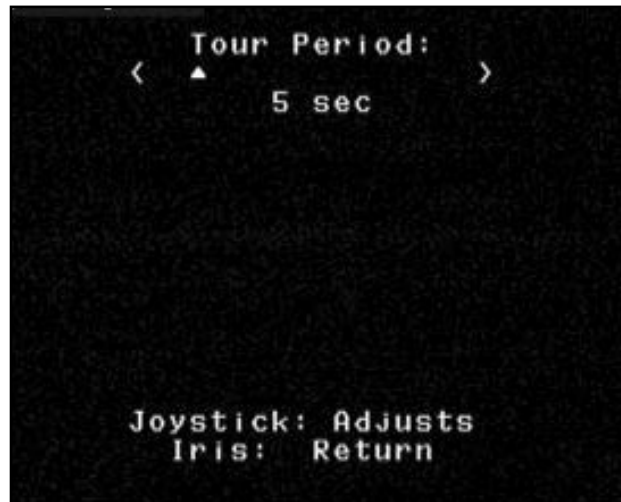 Tour Period:
< ▲ >
5 sec
Joystick: Adjusts
Iris: Return